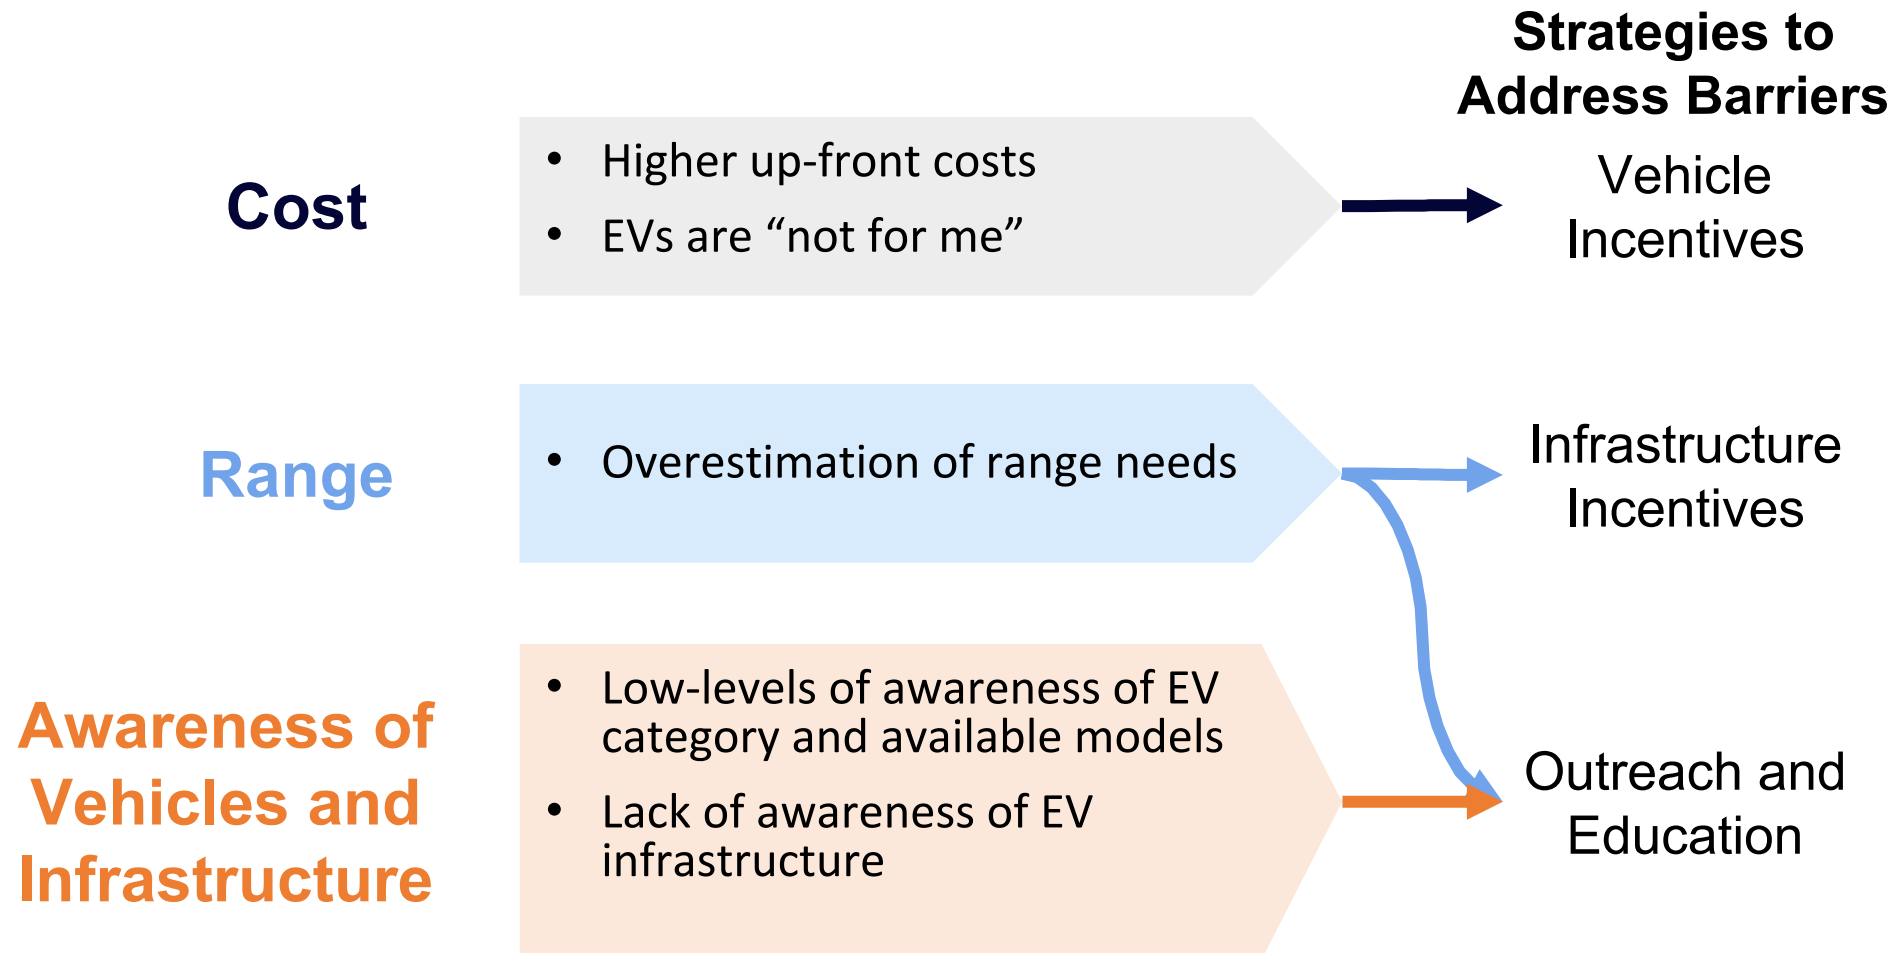 Strategies to
Address Barriers
Cost
• Higher up-front costs
• EVs are “not for me”
Vehicle
Incentives
Range
• Overestimation of range needs
Infrastructure
Incentives
Awareness of
Vehicles and
Infrastructure
• Low-levels of awareness of EV
category and available models
• Lack of awareness of EV
infrastructure
Outreach and
Education